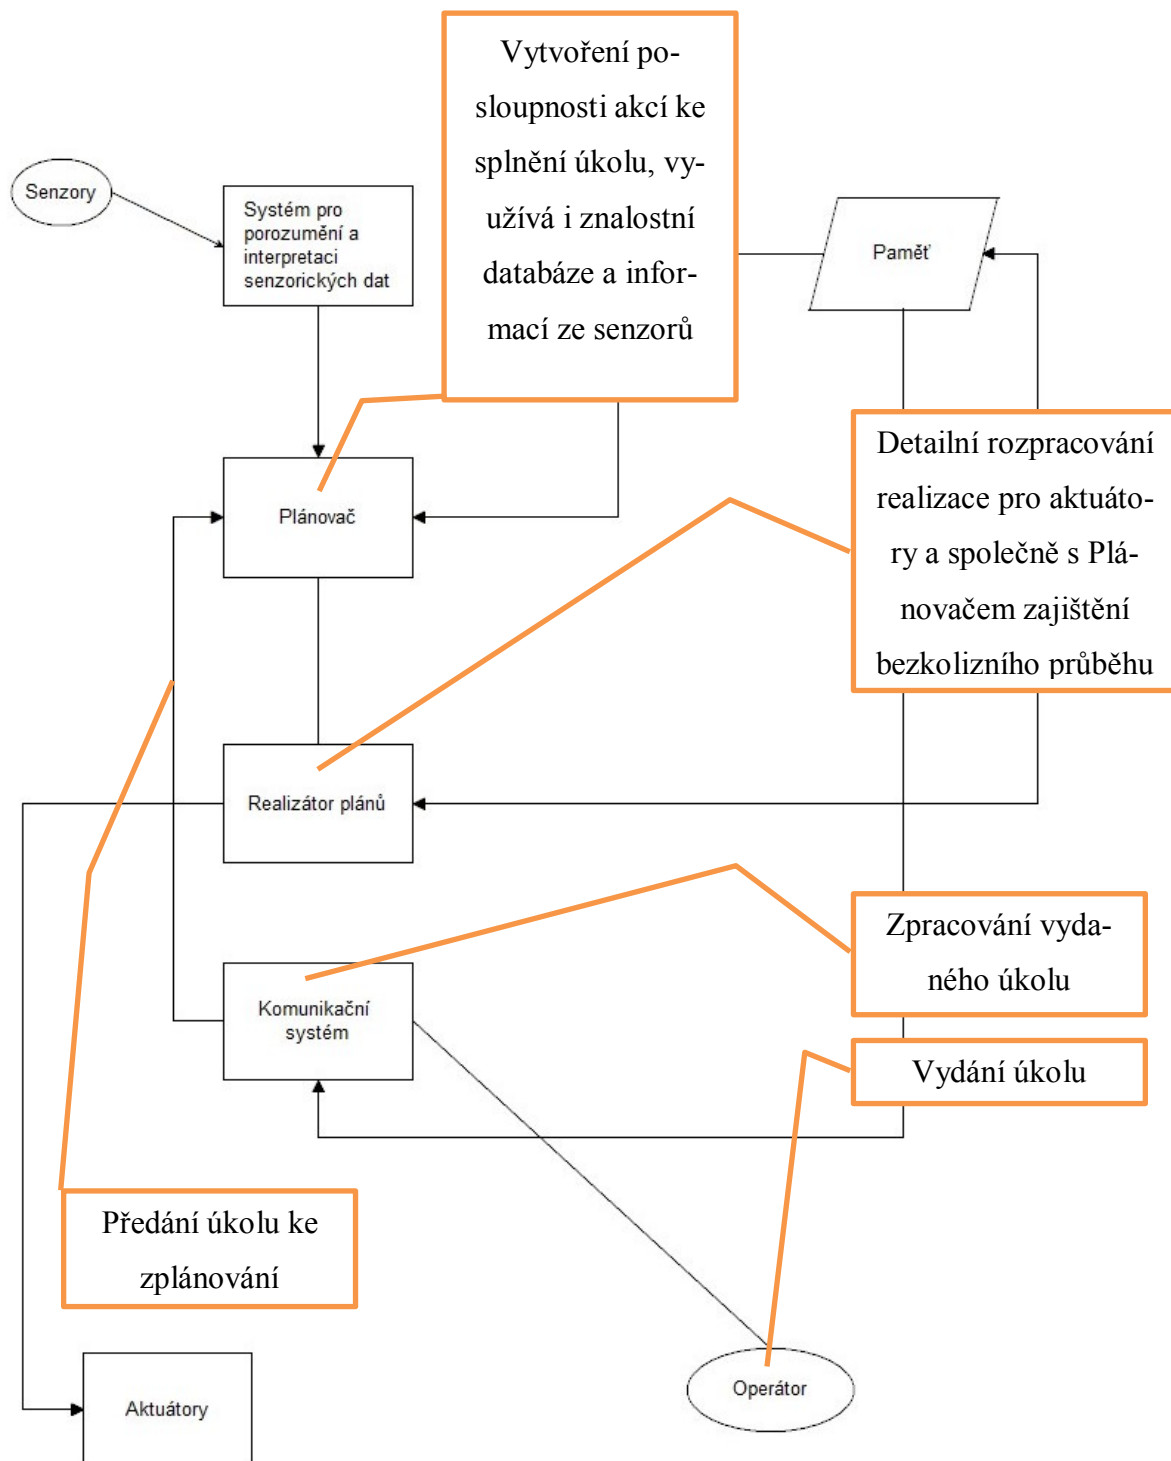 Vytvoření po-
sloupnosti akcí ke
splnění úkolu, vy-
užívá i znalostní
databáze a infor-
mací ze senzorů
Senzory
Systém pro
porozumění a
interpretaci
senzorických dat
Paměť
Plánovač
Detailní rozpracování
realizace pro aktuáto-
ry a společně s Plá-
novačem zajištění
bezkolizního průběhu
Realizátor plánů
Zpracování vyda-
ného úkolu
Komunikační
systém
Vydání úkolu
Předání úkolu ke
zplánování
Operátor
Aktuátory